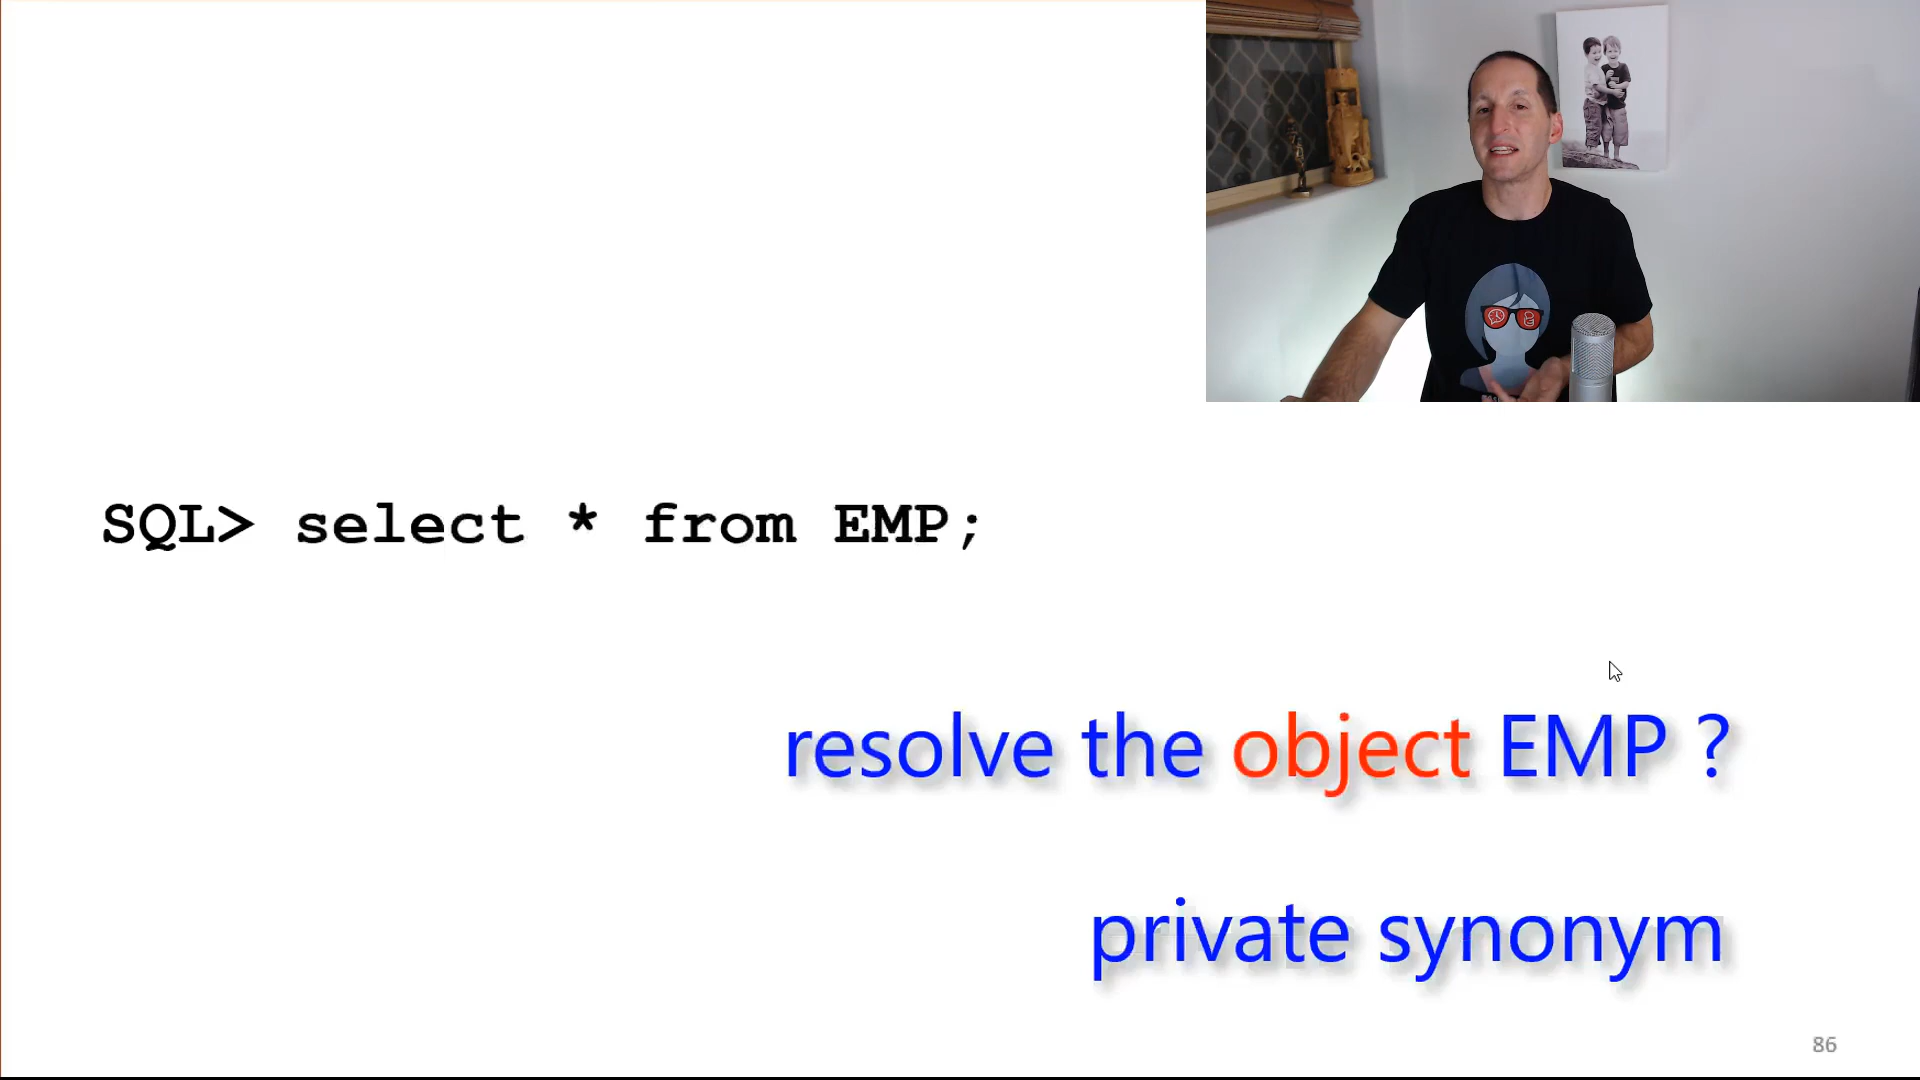 SQL> select * from EMP;
resolve the object EMP ?
private synonym
86